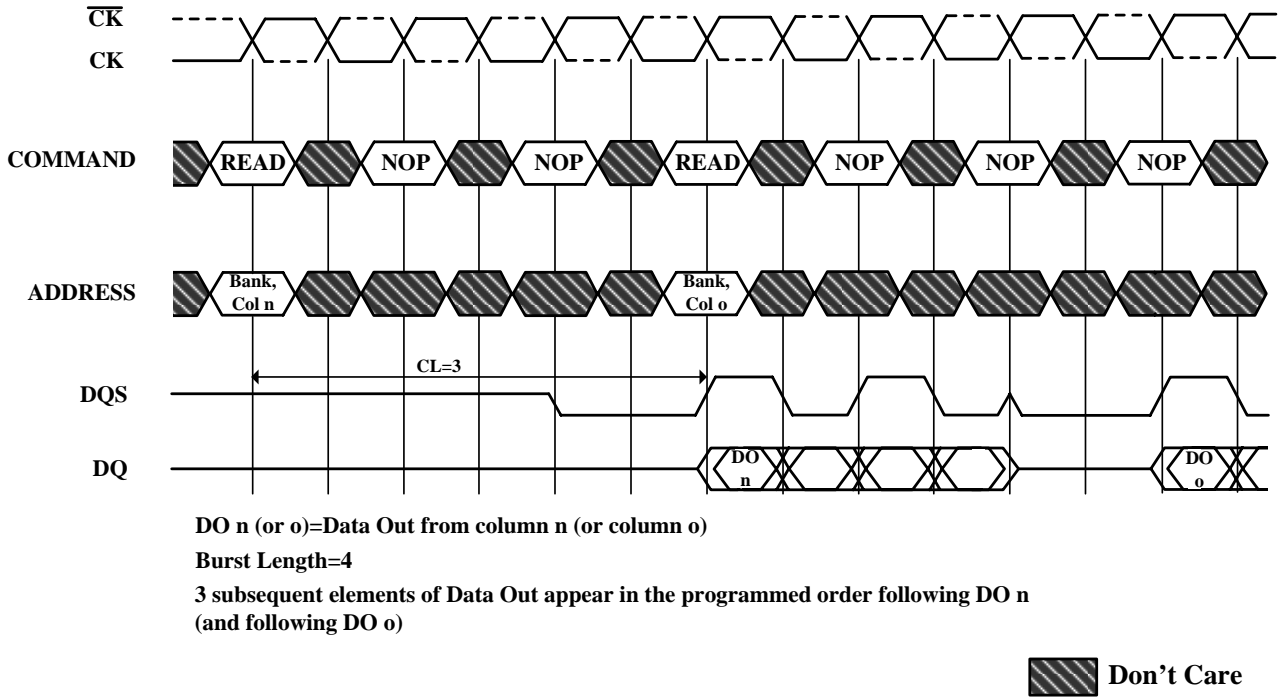 CK
CK
COMMAND
READ NOP NOP READ NOP NOP NOP
ADDRESS
Bank,
Col n
Bank,
Col o
CL=3
DQS
DQ
DO
n
DO
o
DO n (or o)=Data Out from column n (or column o)
Burst Length=4
3 subsequent elements of Data Out appear in the programmed order following DO n
(and following DO o)
Don't Care